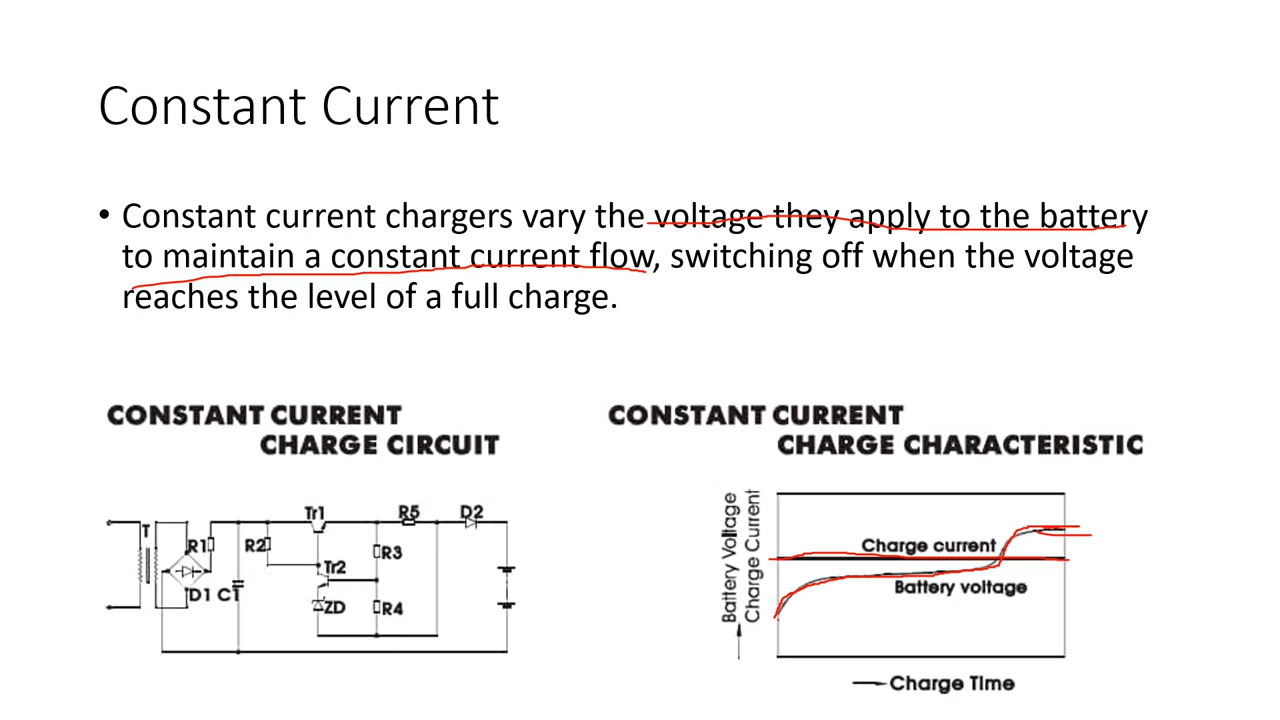 Constant Current
• Constant current chargers vary the voltage they apply to the battery
to maintain a constant current flow, switching off when the voltage
reaches the level of a full charge.
CONSTANT CURRENT
CHARGE CIRCUIT
CONSTANT CURRENT
CHARGE CHARACTERISTIC
T
R1
D1
C1
R2
Tr1
Tr2
ZD
R3
R4
R5
D2
Battery Voltage
Charge Current
Charge current
Battery voltage
Charge Time